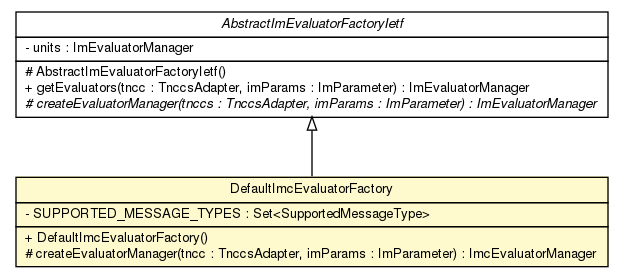 AbstractImEvaluatorFactoryIetf
- units : ImEvaluatorManager
# AbstractImEvaluatorFactoryIetf()
+ getEvaluators(tncc : TnccsAdapter, imParams : ImParameter) : ImEvaluatorManager
# createEvaluatorManager(tnccs : TnccsAdapter, imParams : ImParameter) : ImEvaluatorManager
DefaultImcEvaluatorFactory
- SUPPORTED_MESSAGE_TYPES : Set<SupportedMessageType>
+ DefaultImcEvaluatorFactory()
# createEvaluatorManager(tncc : TnccsAdapter, imParams : ImParameter) : ImcEvaluatorManager